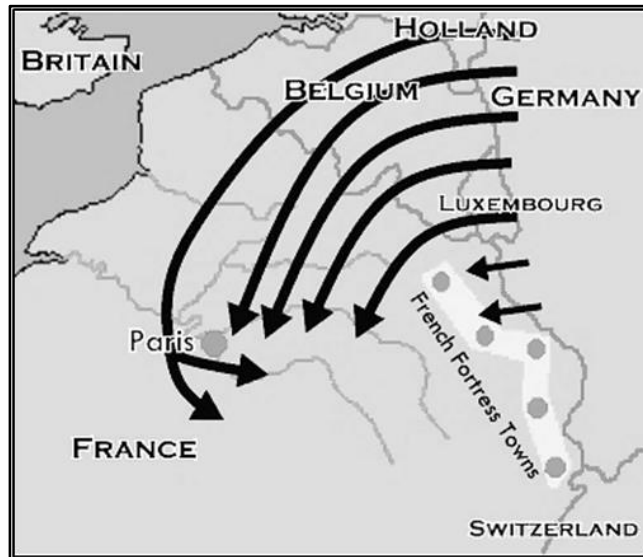 HOLLAND
BRITAIN
BELGIUM
GERMANY
LUXEMBOURG
Paris
French Fortress Towns
FRANCE
SWITZERLAND